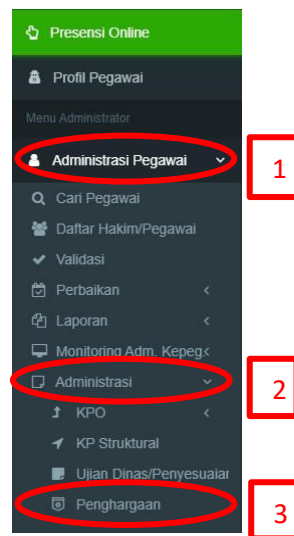 Presensi Online
Profil Pegawai
Menu Administrator
Administrasi Pegawai
1
Cari Pegawai
Daftar Hakim/Pegawai
Validasi
Perbaikan
Laporan
Monitoring Adm. Kepeg
Administrasi
2
KPO
KP Struktural
Ujian Dinas/Penyesuaian
Penghargaan
3